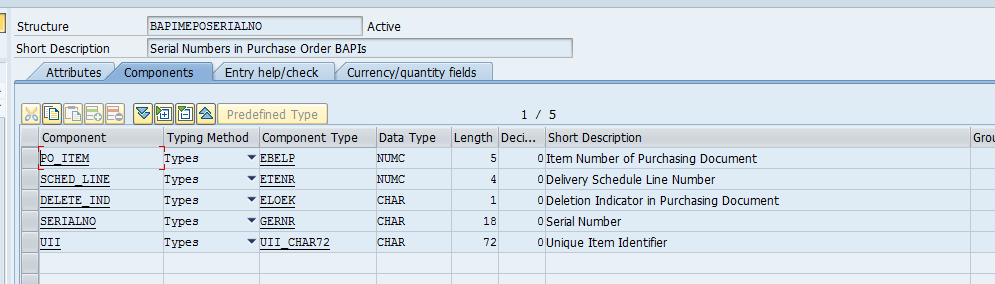 Structure BAPIMEPOSERIALNO Active
Short Description Serial Numbers in Purchase Order BAPIs
Attributes Components Entry help/check Currency/quantity fields
Predefined Type 1 / 5
Component Typing Method Component Type Data Type Length Deci... Short Description Grou
PO_ITEM Types EBELP NUMC 5 0 Item Number of Purchasing Document
SCHED_LINE Types ETENR NUMC 4 0 Delivery Schedule Line Number
DELETE_IND Types ELOEK CHAR 1 0 Deletion Indicator in Purchasing Document
SERIALNO Types GERNR CHAR 18 0 Serial Number
UII Types UII_CHAR72 CHAR 72 0 Unique Item Identifier